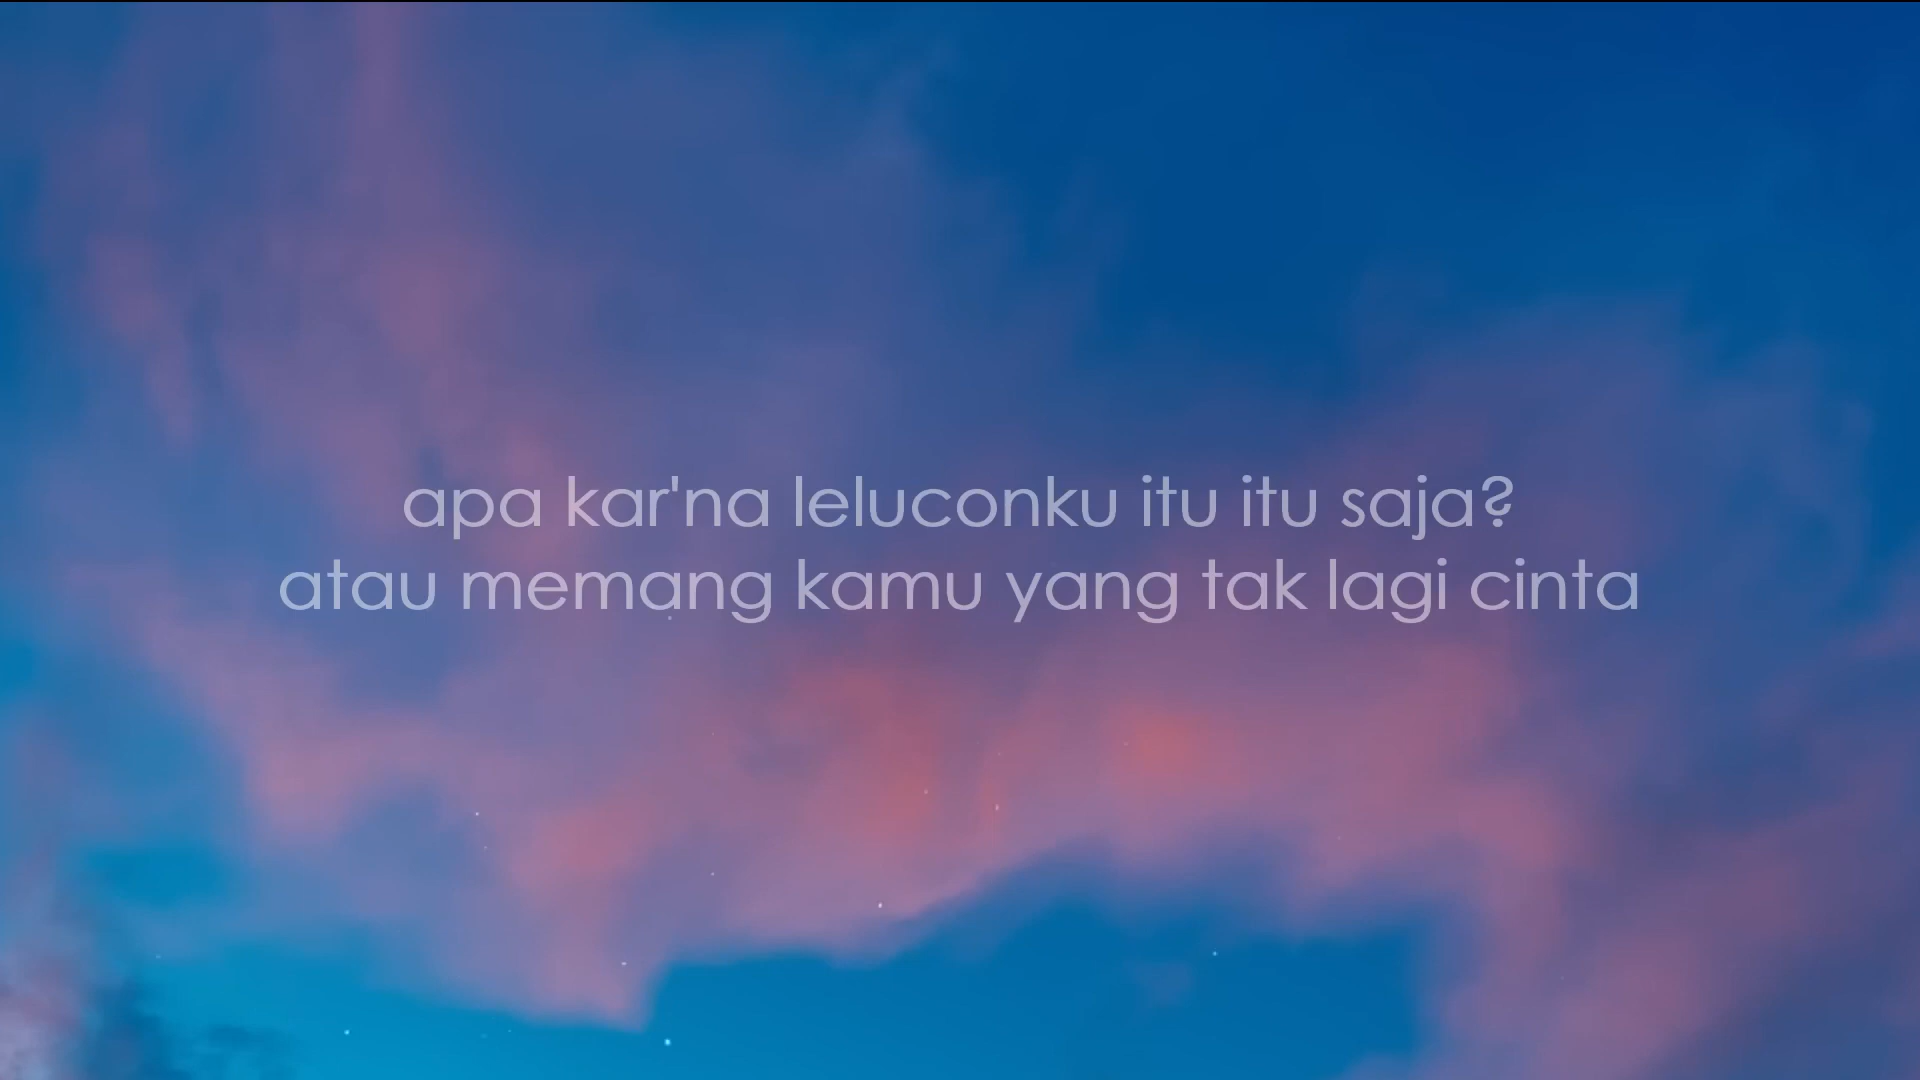 apa kar'na leluconku itu itu saja?
atau memang kamu yang tak lagi cinta